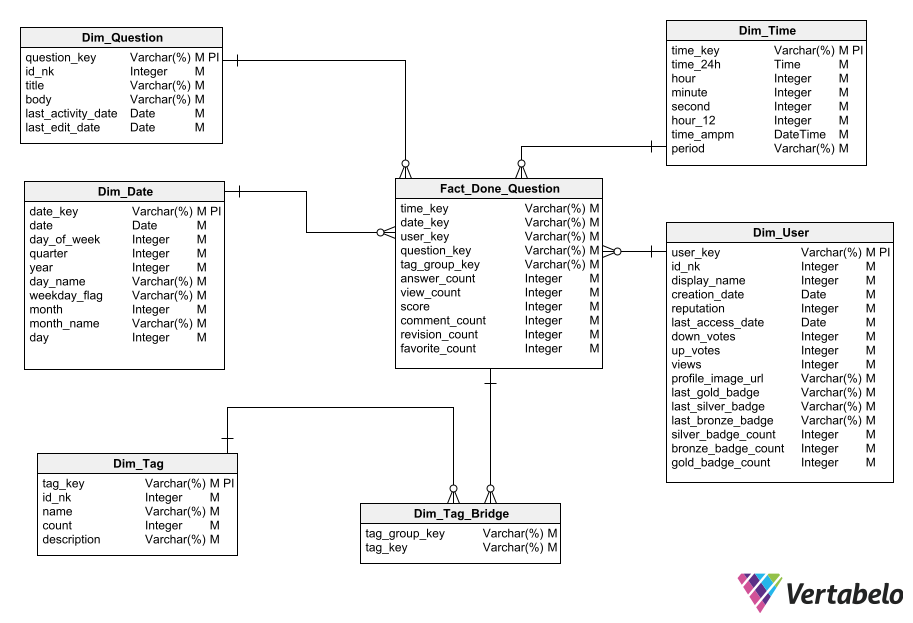 Dim_Question
question_key Varchar(%) M PI
id_nk Integer M
title Varchar(%) M
body Varchar(%) M
last_activity_date Date M
last_edit_date Date M
Dim_Time
time_key Varchar(%) M PI
time_24h Time M
hour Integer M
minute Integer M
second Integer M
hour_12 Integer M
time_ampm DateTime M
period Varchar(%) M
Dim_Date
date_key Varchar(%) M PI
date Date M
day_of_week Integer M
quarter Integer M
year Integer M
day_name Varchar(%) M
weekday_flag Varchar(%) M
month Integer M
month_name Varchar(%) M
day Integer M
Fact_Done_Question
time_key Varchar(%) M
date_key Varchar(%) M
user_key Varchar(%) M
question_key Varchar(%) M
tag_group_key Varchar(%) M
answer_count Integer M
view_count Integer M
score Integer M
comment_count Integer M
revision_count Integer M
favorite_count Integer M
Dim_User
user_key Varchar(%) M PI
id_nk Integer M
display_name Integer M
creation_date Date M
reputation Integer M
last_access_date Date M
down_votes Integer M
up_votes Integer M
views Integer M
profile_image_url Varchar(%) M
last_gold_badge Varchar(%) M
last_silver_badge Varchar(%) M
last_bronze_badge Varchar(%) M
silver_badge_count Integer M
bronze_badge_count Integer M
gold_badge_count Integer M
Dim_Tag
tag_key Varchar(%) M PI
id_nk Integer M
name Varchar(%) M
count Integer M
description Varchar(%) M
Dim_Tag_Bridge
tag_group_key Varchar(%) M
tag_key Varchar(%) M
Vertabelo